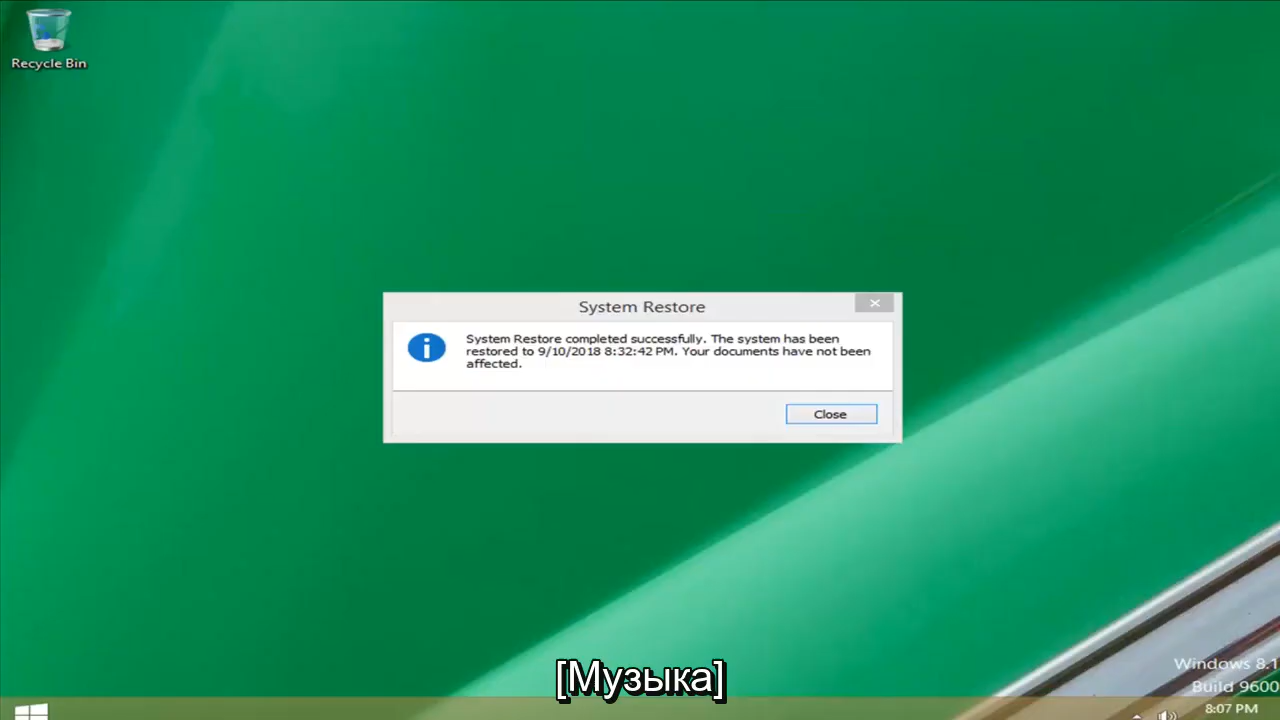 Recycle Bin
System Restore
System Restore completed successfully. The system has been
restored to 9/10/2018 8:32:42 PM. Your documents have not been
affected.
Close
[Музыка]
Windows 8.1
Build 9600
8:07 PM